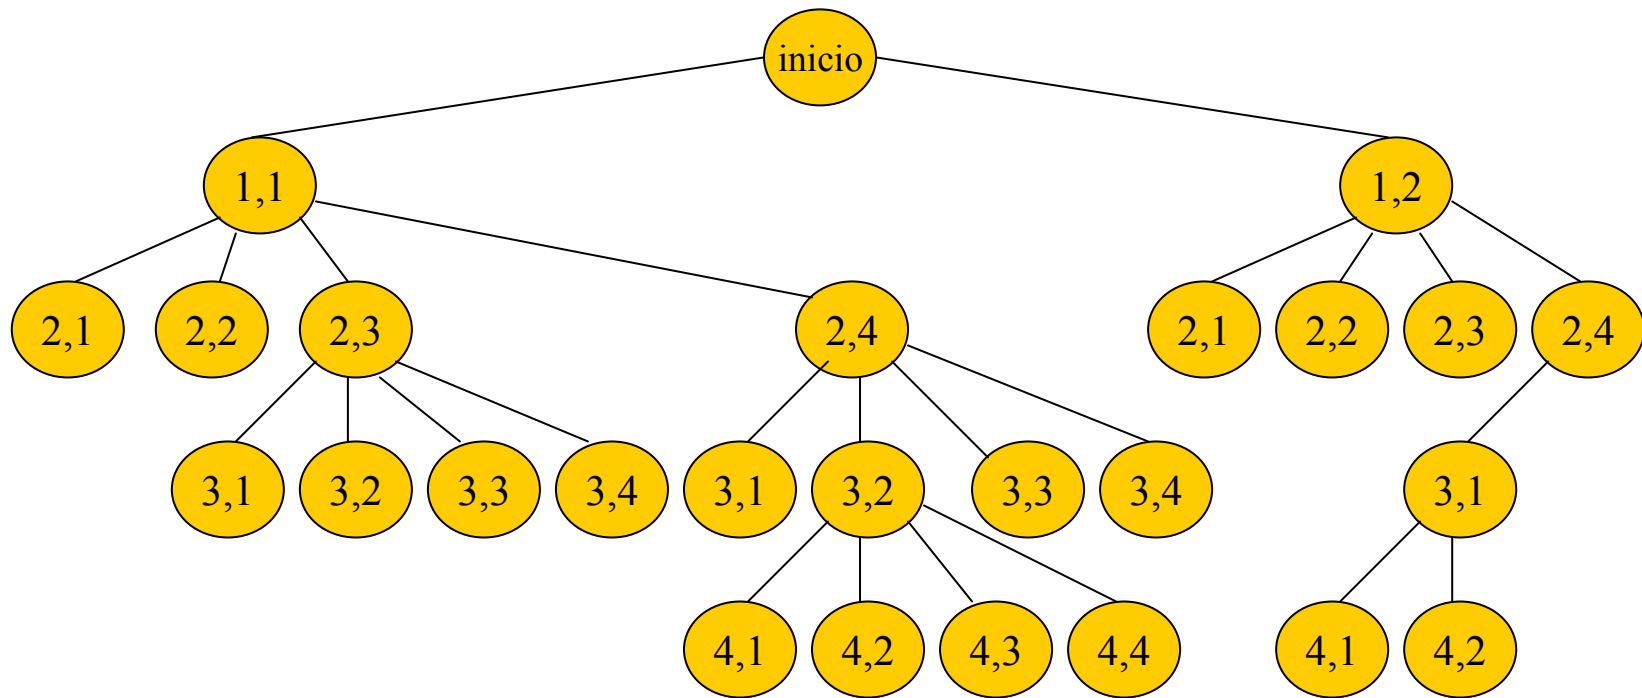 inicio
1,1 1,2
2,1 2,2 2,3 2,4 2,1 2,2 2,3 2,4
3,1 3,2 3,3 3,4 3,1 3,2 3,3 3,4 3,1
4,1 4,2 4,3 4,4 4,1 4,2